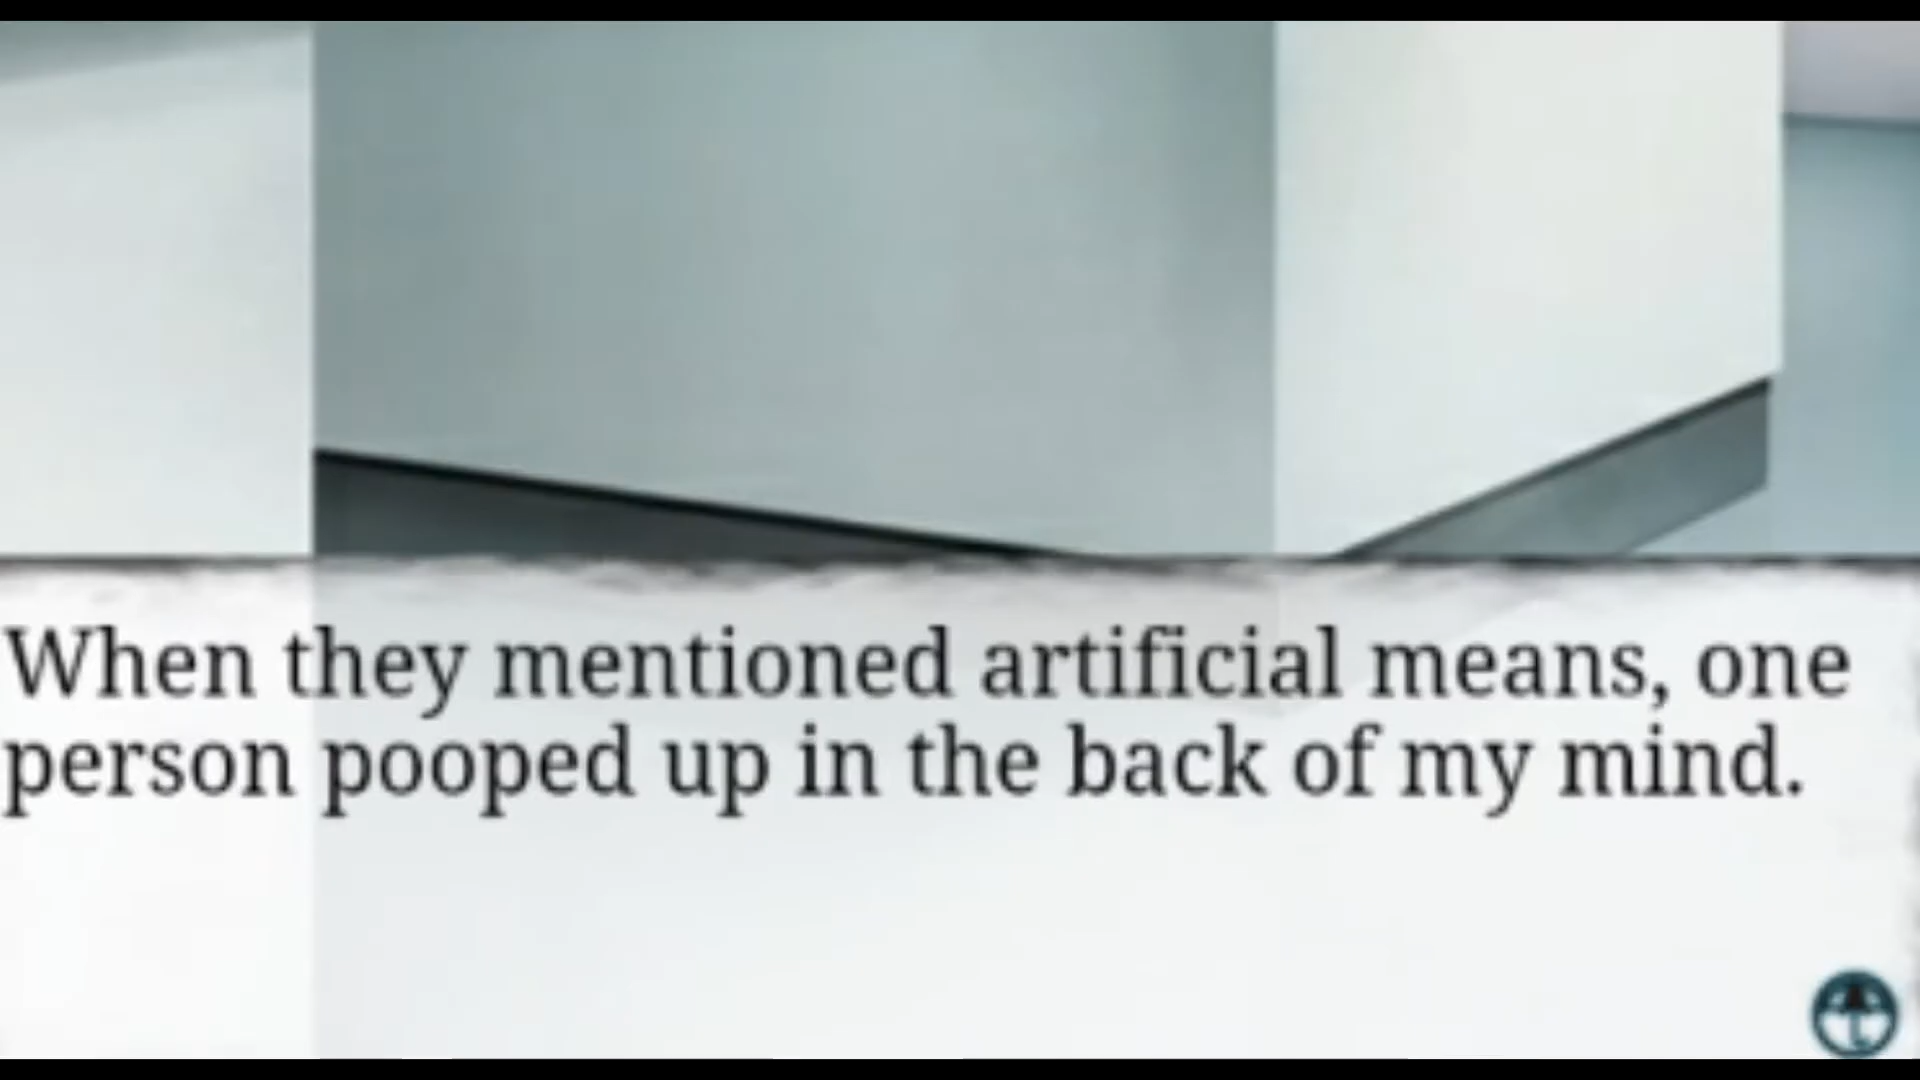 When they mentioned artificial means, one
person pooped up in the back of my mind.